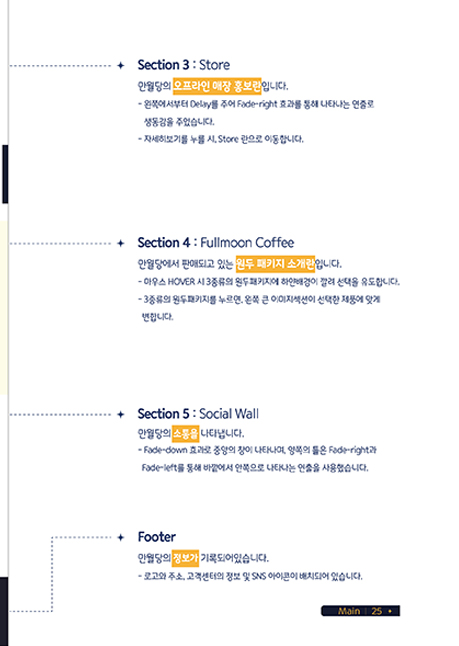 Section 3 : Store
만월당의 오프라인 매장 홍보란입니다.
- 왼쪽에서부터 Delay를 주어 Fade-right 효과를 통해 나타나는 연출로
생동감을 주었습니다.
- 자세히보기를 누를 시, Store 란으로 이동합니다.
Section 4 : Fullmoon Coffee
만월당에서 판매되고 있는 원두 패키지 소개란입니다.
- 마우스 HOVER 시 3종류의 원두패키지에 하얀배경이 깔려 선택을 유도합니다.
- 3종류의 원두패키지를 누르면, 왼쪽 큰 이미지섹션이 선택한 제품에 맞게
변합니다.
Section 5 : Social Wall
만월당의 소통을 나타냅니다.
- Fade-down 효과로 중앙의 창이 나타나며, 양쪽의 틀은 Fade-right과
Fade-left를 통해 바깥에서 안쪽으로 나타나는 연출을 사용했습니다.
Footer
만월당의 정보가 기록되어있습니다.
- 로고와 주소, 고객센터의 정보 및 SNS 아이콘이 배치되어 있습니다.
Main | 25